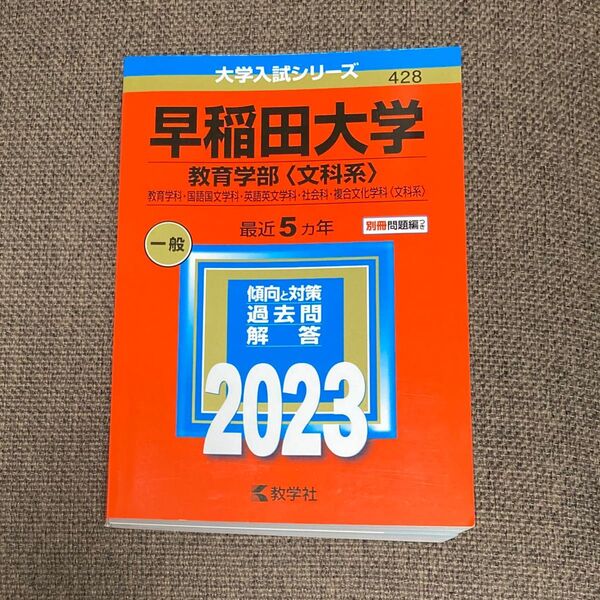 大学入試シリーズ
428
早稲田大学
教育学部〈文科系〉
教育学科・国語国文学科・英語英文学科・社会科・複合文化学科〈文科系〉
一般
最近5カ年
別冊問題編つき
傾向と対策
過去問
解答
2023
教学社